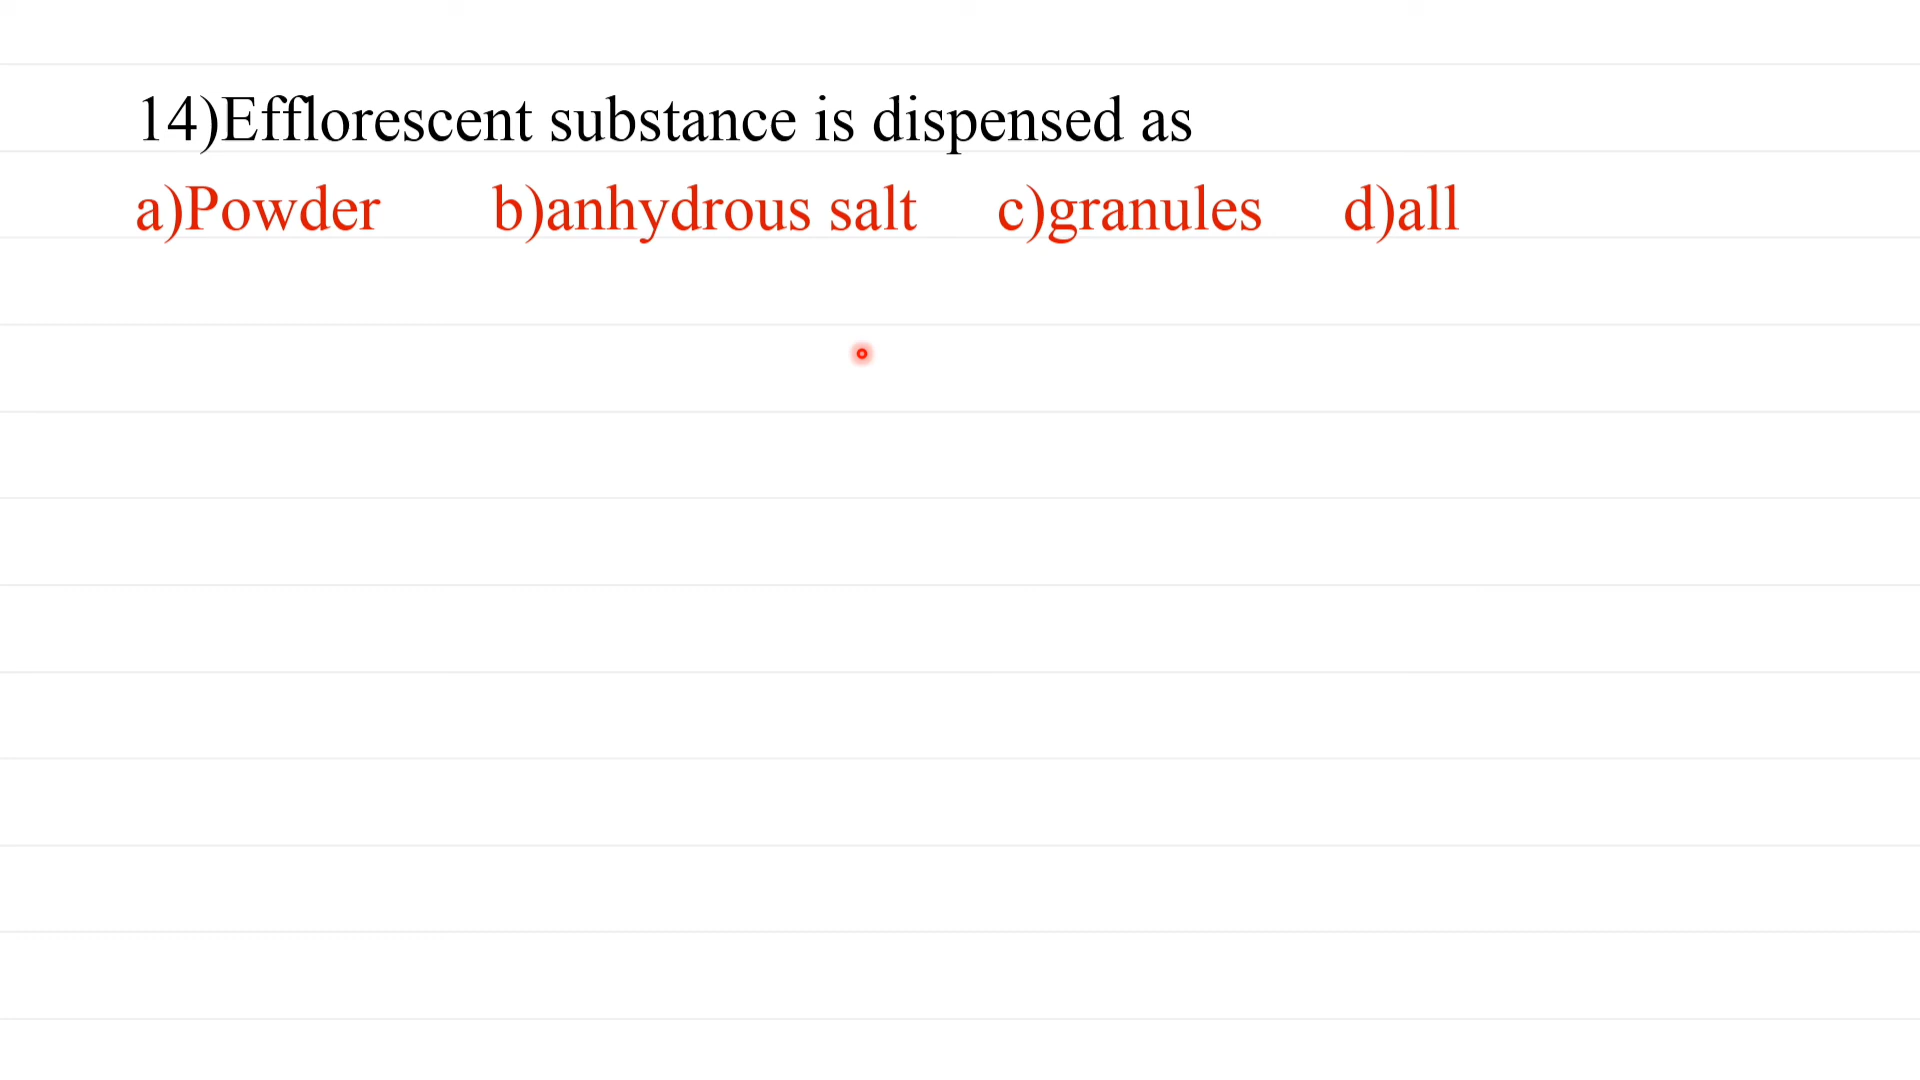 14)Efflorescent substance is dispensed as
a)Powder b)anhydrous salt c)granules d)all